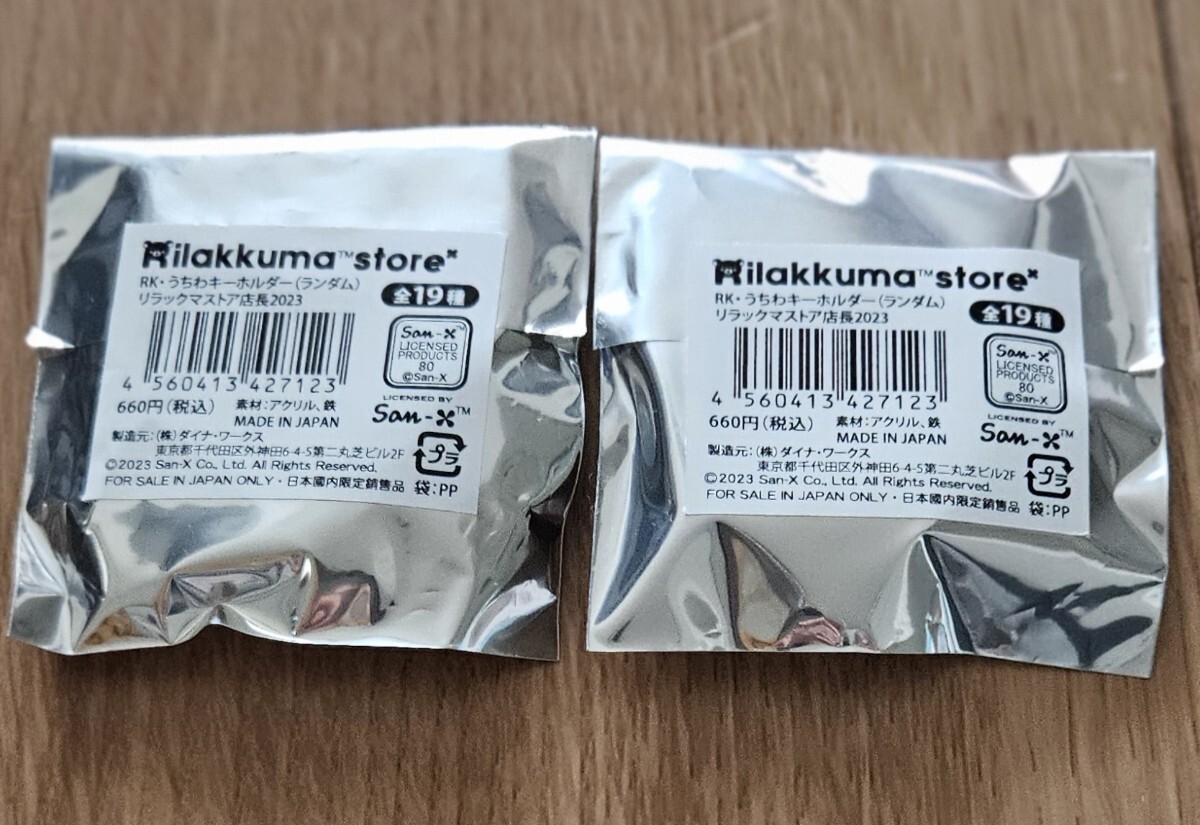 Rilakkuma™ store
RK・うちわキーホルダー(ランダム)
リラックマストア店長2023
全19種
San-X
LICENSED
PRODUCTS
80
©San-X
4 560413 427123
LICENSED BY
San-X™
660円(税込) 素材:アクリル、鉄
MADE IN JAPAN
製造元:(株)ダイナ・ワークス
東京都千代田区外神田6-4-5第二丸芝ビル2F
プラ
©2023 San-X Co., Ltd. All Rights Reserved.
FOR SALE IN JAPAN ONLY・日本國内限定銷售品 袋:PP
Rilakkuma™ store
RK・うちわキーホルダー(ランダム)
リラックマストア店長2023
全19種
San-X
LICENSED
PRODUCTS
80
©San-X
4 560413 427123
LICENSED BY
San-X™
660円(税込) 素材:アクリル、鉄
MADE IN JAPAN
製造元:(株)ダイナ・ワークス
東京都千代田区外神田6-4-5第二丸芝ビル2F
プラ
©2023 San-X Co., Ltd. All Rights Reserved.
FOR SALE IN JAPAN ONLY・日本國内限定銷售品 袋:PP